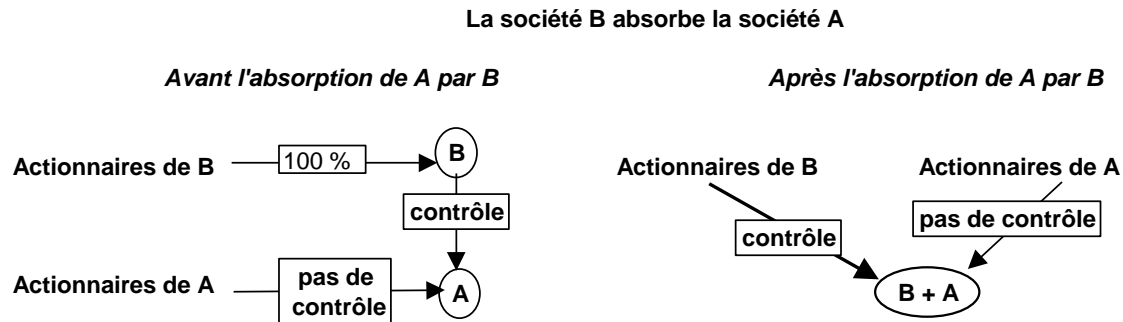 La société B absorbe la société A
Avant l'absorption de A par B
Après l'absorption de A par B
Actionnaires de B
100 %
B
contrôle
Actionnaires de A
pas de
contrôle
A
Actionnaires de B
Actionnaires de A
contrôle
pas de contrôle
B + A